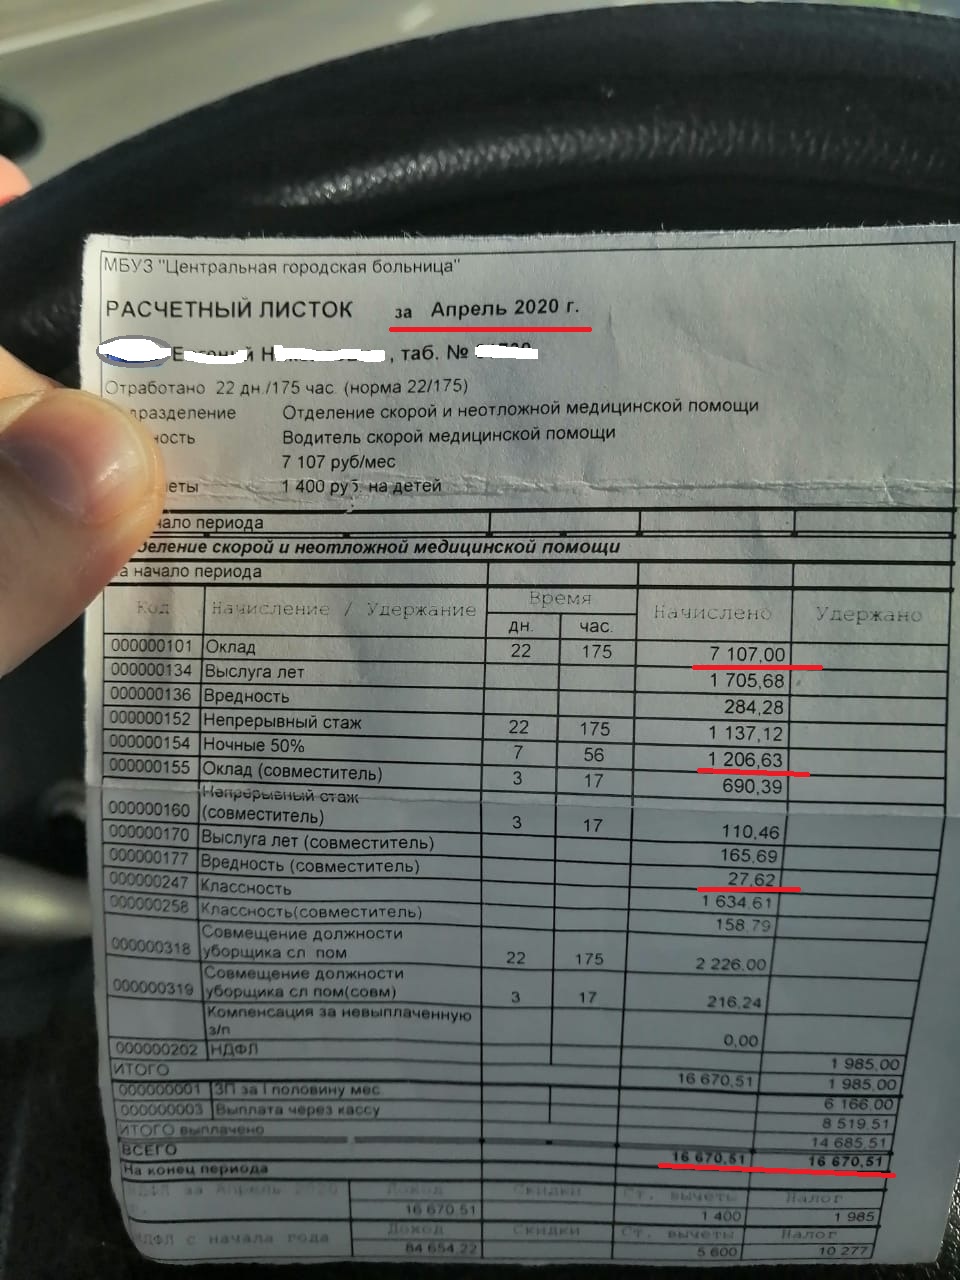 МБУЗ "Центральная городская больница"
РАСЧЕТНЫЙ ЛИСТОК за Апрель 2020 г.
, таб. №
Отработано 22 дн./175 час. (норма 22/175)
дразделение Отделение скорой и неотложной медицинской помощи
ность Водитель скорой медицинской помощи
7 107 руб/мес
еты 1 400 руб. на детей
чало периода
деление скорой и неотложной медицинской помощи
а начало периода
Код Начисление / Удержание Время Начислено Удержано
дн. час.
000000101 Оклад 22 175 7 107,00
000000134 Выслуга лет 1 705,68
000000136 Вредность 284,28
000000152 Непрерывный стаж 22 175 1 137,12
000000154 Ночные 50% 7 56 1 206,63
000000155 Оклад (совместитель) 3 17 690,39
000000160 Непрерывный стаж
(совместитель) 3 17 110,46
000000170 Выслуга лет (совместитель) 165,69
000000177 Вредность (совместитель) 27,62
000000247 Классность 1 634,61
000000258 Классность(совместитель) 158,79
000000318 Совмещение должности
уборщика сл пом 22 175 2 226,00
000000319 Совмещение должности
уборщика сл пом(совм) 3 17 216,24
Компенсация за невыплаченную
з/п 0,00
000000202 НДФЛ 1 985,00
ИТОГО 16 670,51 1 985,00
000000001 ЗП за I половину мес 6 166,00
000000003 Выплата через кассу 8 519,51
ИТОГО выплачено 14 685,51
ВСЕГО 16 670,51 16 670,51
На конец периода
НДФЛ за Апрель 2020 Доход Скидки Ст. вычеты Налог
г. 16 670,51 1 400 1 985
НДФЛ с начала года Доход Скидки Ст. вычеты Налог
84 654,22 5 600 10 277